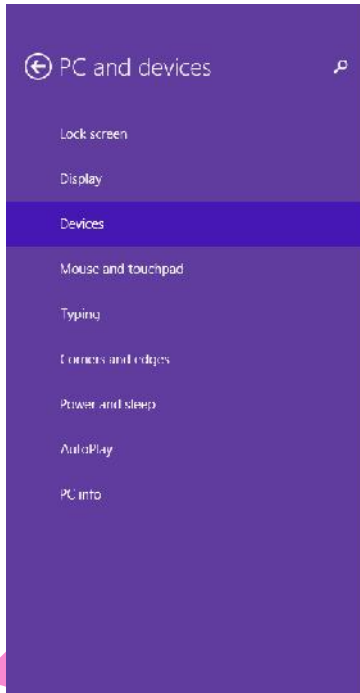 PC and devices
Lock screen
Display
Devices
Mouse and touchpad
Typing
Corners and edges
Power and sleep
AutoPlay
PC info